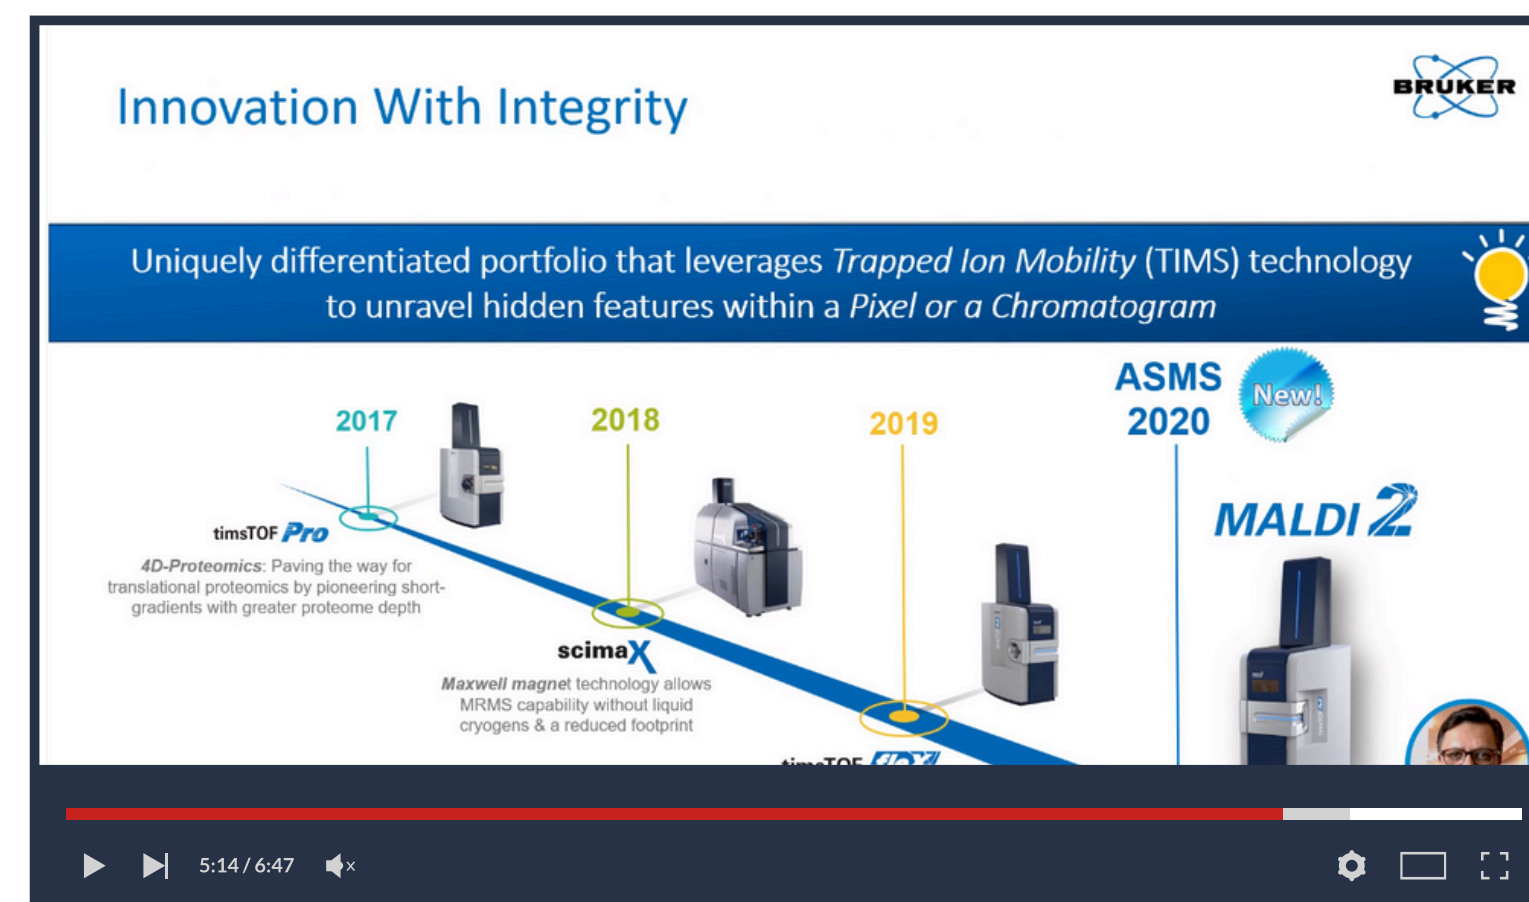 Innovation With Integrity
BRUKER
Uniquely differentiated portfolio that leverages Trapped Ion Mobility (TIMS) technology
to unravel hidden features within a Pixel or a Chromatogram
ASMS
2020
New!
2017
2018
2019
MALDI 2
timsTOF Pro
4D-Proteomics: Paving the way for
translational proteomics by pioneering short-
gradients with greater proteome depth
scimaX
Maxwell magnet technology allows
MRMS capability without liquid
cryogens & a reduced footprint
timsTOF fleX
5:14 / 6:47